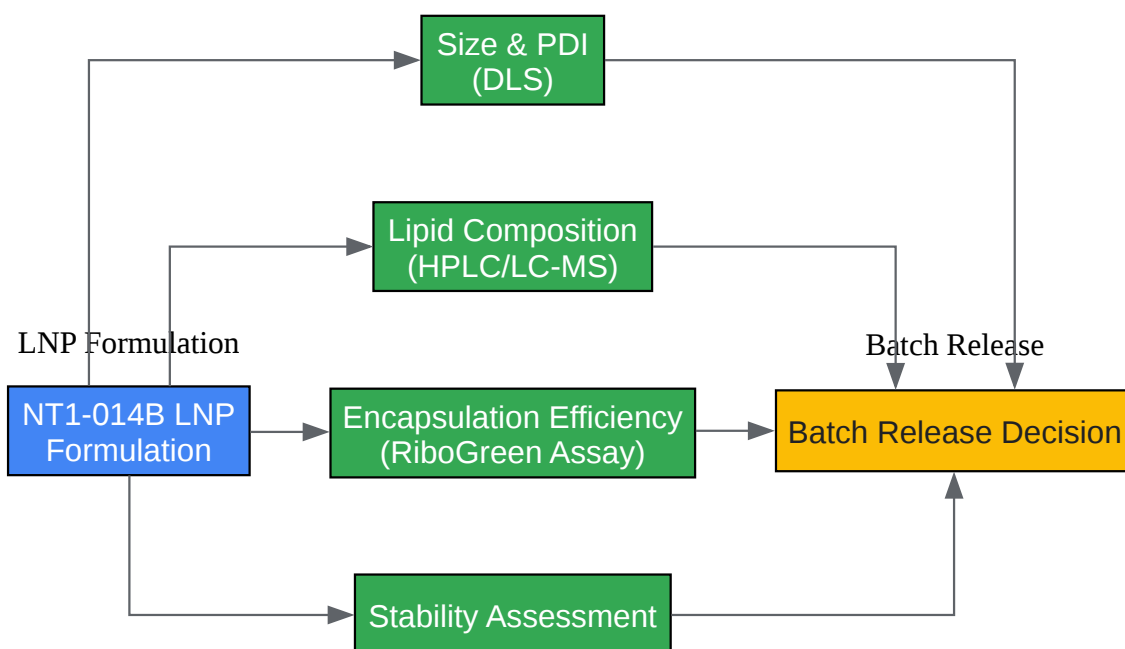 Size & PDI
(DLS)
Lipid Composition
(HPLC/LC-MS)
LNP Formulation
Batch Release
NT1-014B LNP
Formulation
Encapsulation Efficiency
(RiboGreen Assay)
Batch Release Decision
Stability Assessment